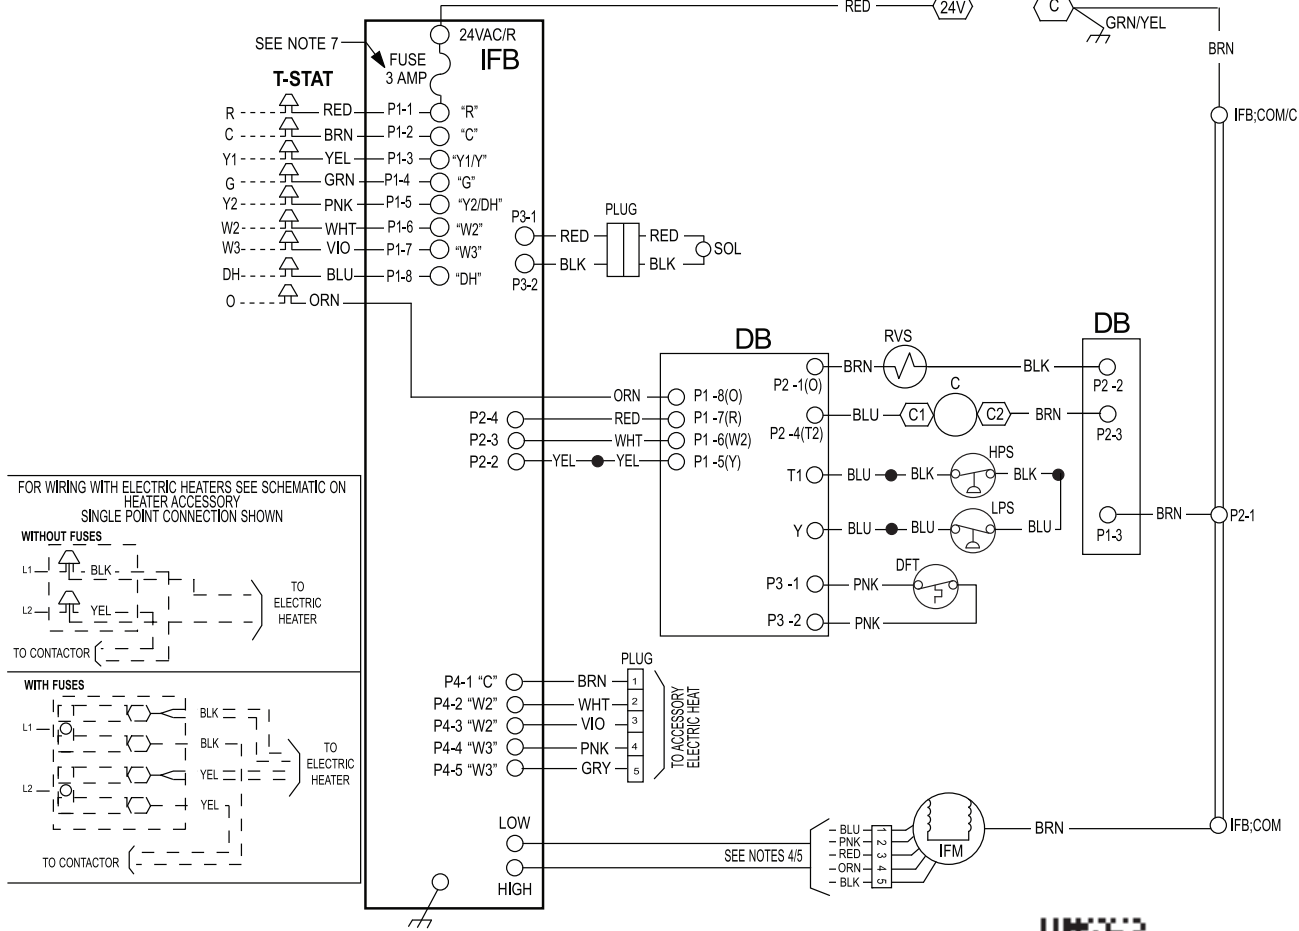 RED 24V C
GRN/YEL
BRN
SEE NOTE 7
24VAC/R
IFB
FUSE
3 AMP
T-STAT
IFB;COM/C
R RED P1-1 "R"
C BRN P1-2 "C"
Y1 YEL P1-3 "Y1/Y"
G GRN P1-4 "G"
Y2 PNK P1-5 "Y2/DH"
W2 WHT P1-6 "W2"
W3 VIO P1-7 "W3"
DH BLU P1-8 "DH"
O ORN
P3-1 PLUG
RED RED
SOL
BLK BLK
P3-2
DB DB
RVS
BRN BLK
P2 -1(O) P2 -2
C
BLU C1 C2 BRN
P2 -4(T2) P2-3
ORN P1 -8(O)
P2-4 RED P1 -7(R)
P2-3 WHT P1 -6(W2)
P2-2 YEL YEL P1 -5(Y)
HPS
T1 BLU BLK BLK
LPS
Y BLU BLU BLU
P1-3 BRN P2-1
DFT
P3 -1 PNK
P3 -2 PNK
FOR WIRING WITH ELECTRIC HEATERS SEE SCHEMATIC ON
HEATER ACCESSORY
SINGLE POINT CONNECTION SHOWN
WITHOUT FUSES
L1 BLK
L2 YEL
TO
ELECTRIC
HEATER
TO CONTACTOR
WITH FUSES
BLK
L1
BLK
YEL
L2
YEL
TO
ELECTRIC
HEATER
TO CONTACTOR
PLUG
P4-1 "C" BRN 1
P4-2 "W2" WHT 2
P4-3 "W2" VIO 3
P4-4 "W3" PNK 4
P4-5 "W3" GRY 5
TO ACCESSORY
ELECTRIC HEAT
LOW
HIGH
SEE NOTES 4/5
BLU 1
PNK 2
RED 3
ORN 4
BLK 5
IFM
BRN
IFB;COM